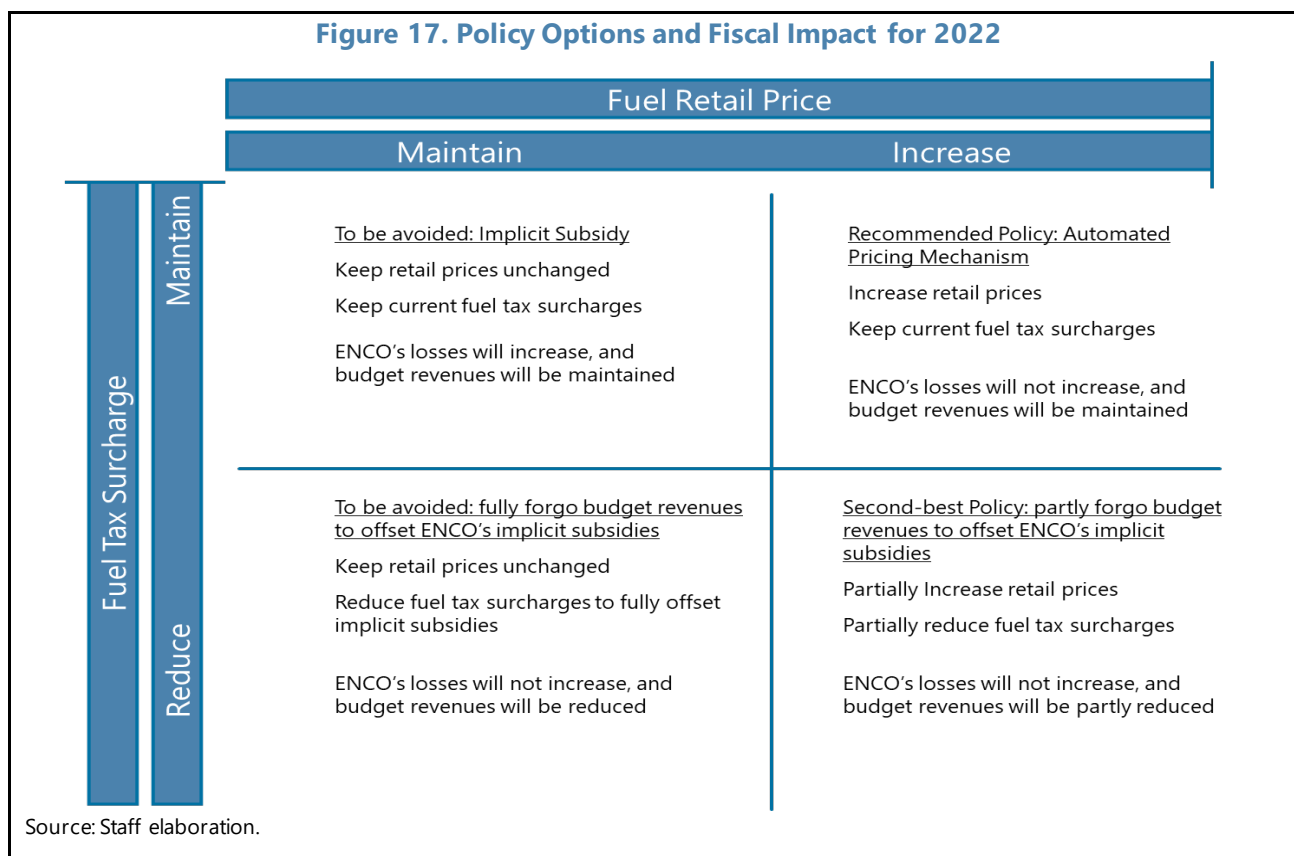 Figure 17. Policy Options and Fiscal Impact for 2022
Fuel Retail Price
Maintain
Increase
Fuel Tax Surcharge
Maintain
To be avoided: Implicit Subsidy
Keep retail prices unchanged
Keep current fuel tax surcharges
ENCO’s losses will increase, and
budget revenues will be maintained
Recommended Policy: Automated
Pricing Mechanism
Increase retail prices
Keep current fuel tax surcharges
ENCO’s losses will not increase, and
budget revenues will be maintained
Reduce
To be avoided: fully forgo budget revenues
to offset ENCO’s implicit subsidies
Keep retail prices unchanged
Reduce fuel tax surcharges to fully offset
implicit subsidies
ENCO’s losses will not increase, and
budget revenues will be reduced
Second-best Policy: partly forgo budget
revenues to offset ENCO’s implicit
subsidies
Partially Increase retail prices
Partially reduce fuel tax surcharges
ENCO’s losses will not increase, and
budget revenues will be partly reduced
Source: Staff elaboration.